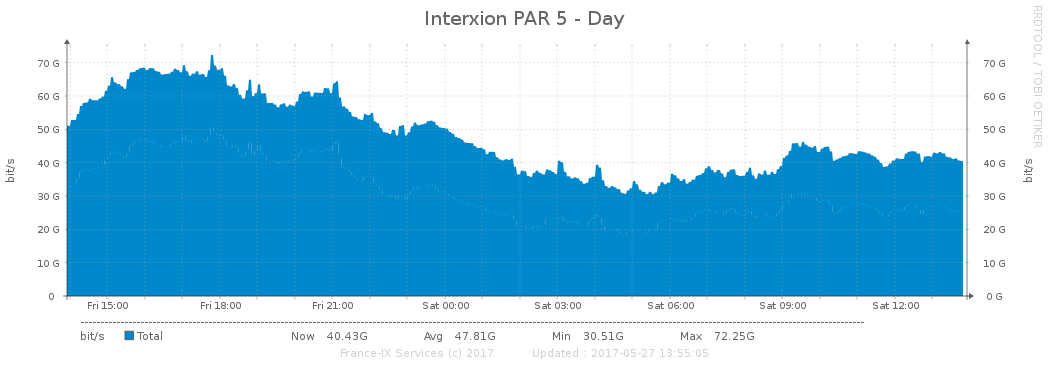 Interxion PAR 5 - Day
RRDTOOL / TOBI OETIKER
bit/s
bit/s
70 G 70 G
60 G 60 G
50 G 50 G
40 G 40 G
30 G 30 G
20 G 20 G
10 G 10 G
0 0 G
Fri 15:00 Fri 18:00 Fri 21:00 Sat 00:00 Sat 03:00 Sat 06:00 Sat 09:00 Sat 12:00
bit/s Total Now 40.43G Avg 47.81G Min 30.51G Max 72.25G
France-IX Services (c) 2017 Updated : 2017-05-27 13:55:05